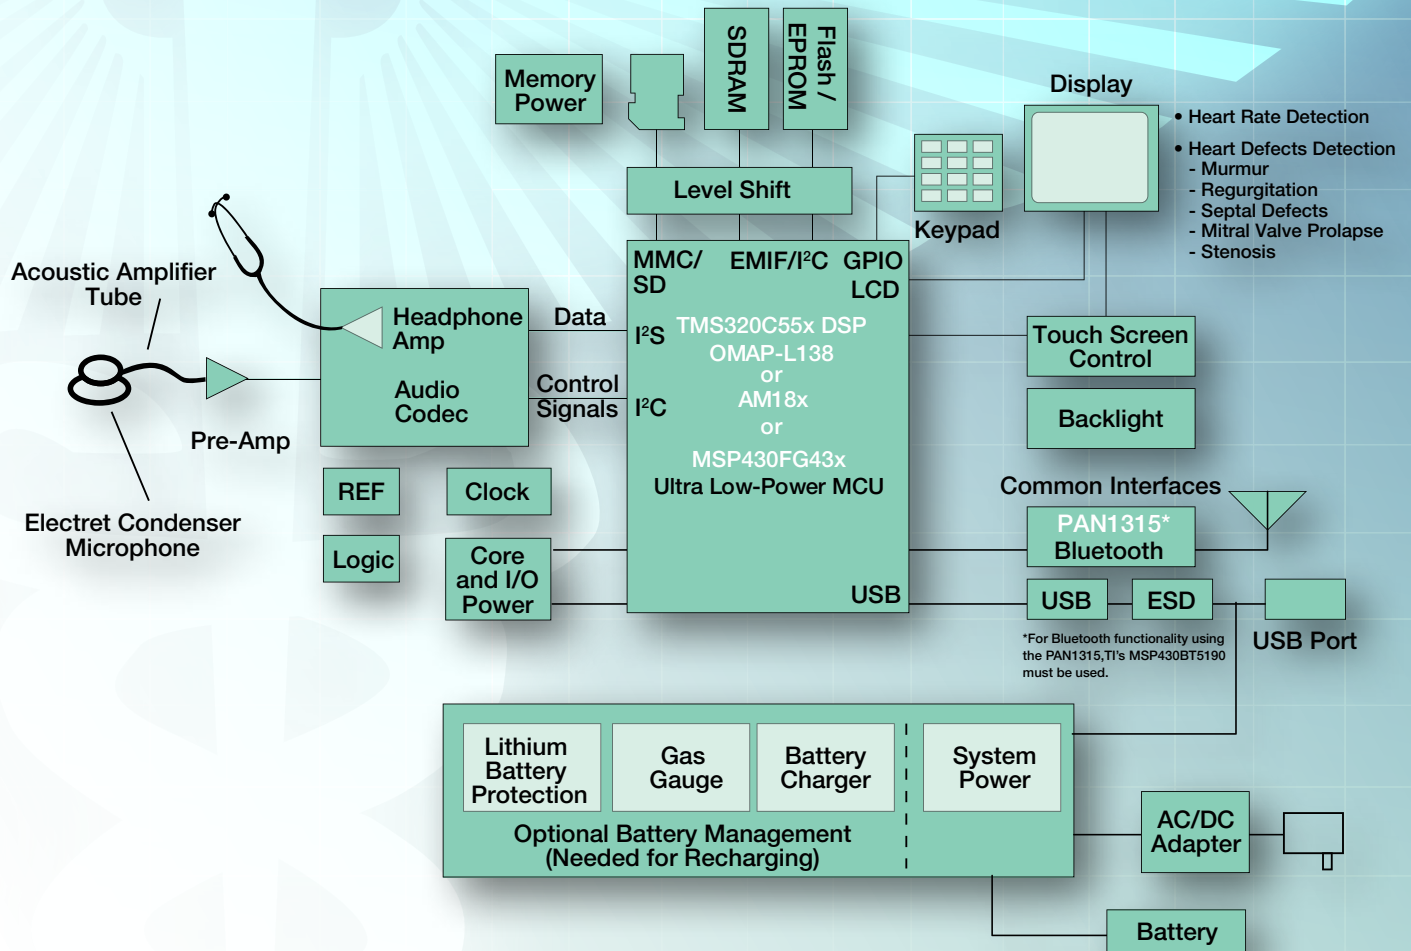 Memory
Power
SDRAM
Flash /
EPROM
Display
• Heart Rate Detection
• Heart Defects Detection
- Murmur
- Regurgitation
- Septal Defects
- Mitral Valve Prolapse
- Stenosis
Level Shift
Keypad
MMC/
SD
EMIF/I²C
GPIO
LCD
Acoustic Amplifier
Tube
Headphone
Amp
Audio
Codec
Data
Control
Signals
I²S
I²C
TMS320C55x DSP
OMAP-L138
or
AM18x
or
MSP430FG43x
Ultra Low-Power MCU
USB
Touch Screen
Control
Backlight
Pre-Amp
Electret Condenser
Microphone
REF
Clock
Logic
Core
and I/O
Power
Common Interfaces
PAN1315*
Bluetooth
USB
ESD
USB Port
*For Bluetooth functionality using
the PAN1315,TI's MSP430BT5190
must be used.
Lithium
Battery
Protection
Gas
Gauge
Battery
Charger
System
Power
Optional Battery Management
(Needed for Recharging)
AC/DC
Adapter
Battery